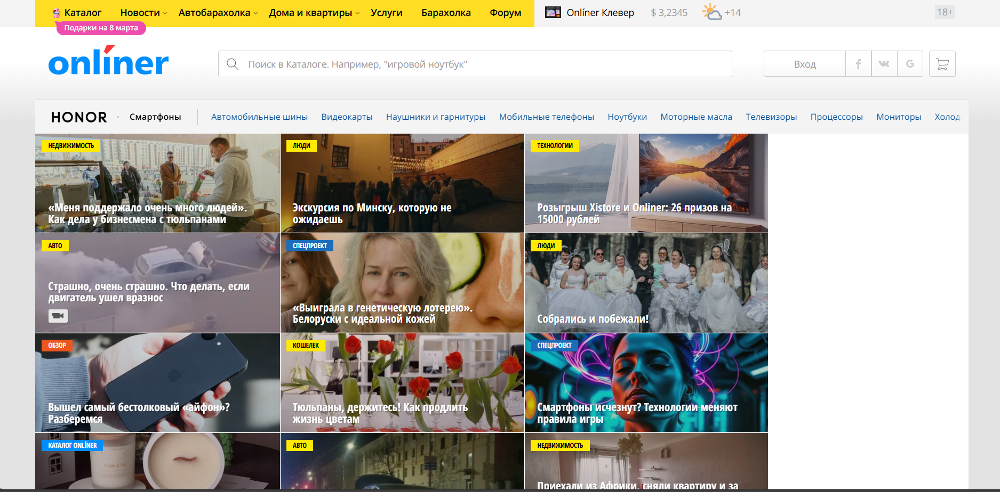 Каталог
Новости
Автобарахолка
Дома и квартиры
Услуги
Барахолка
Форум
Onlíner Клевер
$ 3,2345
+14
18+
Подарки на 8 марта
onlíner
Поиск в Каталоге. Например, "игровой ноутбук"
Вход
HONOR
Смартфоны
Автомобильные шины
Видеокарты
Наушники и гарнитуры
Мобильные телефоны
Ноутбуки
Моторные масла
Телевизоры
Процессоры
Мониторы
Холод
НЕДВИЖИМОСТЬ
«Меня поддержало очень много людей».
Как дела у бизнесмена с тюльпанами
ЛЮДИ
Экскурсия по Минску, которую не
ожидаешь
ТЕХНОЛОГИИ
Розыгрыш Xistore и Onliner: 26 призов на
15000 рублей
АВТО
Страшно, очень страшно. Что делать, если
двигатель ушел вразнос
СПЕЦПРОЕКТ
«Выиграла в генетическую лотерею».
Белоруски с идеальной кожей
ЛЮДИ
Собрались и побежали!
ОБЗОР
Вышел самый бестолковый «айфон»?
Разберемся
КОШЕЛЕК
Тюльпаны, держитесь! Как продлить
жизнь цветам
СПЕЦПРОЕКТ
Смартфоны исчезнут? Технологии меняют
правила игры
КАТАЛОГ ONLÍNER
АВТО
НЕДВИЖИМОСТЬ
Приехали из Африки, сняли квартиру и за